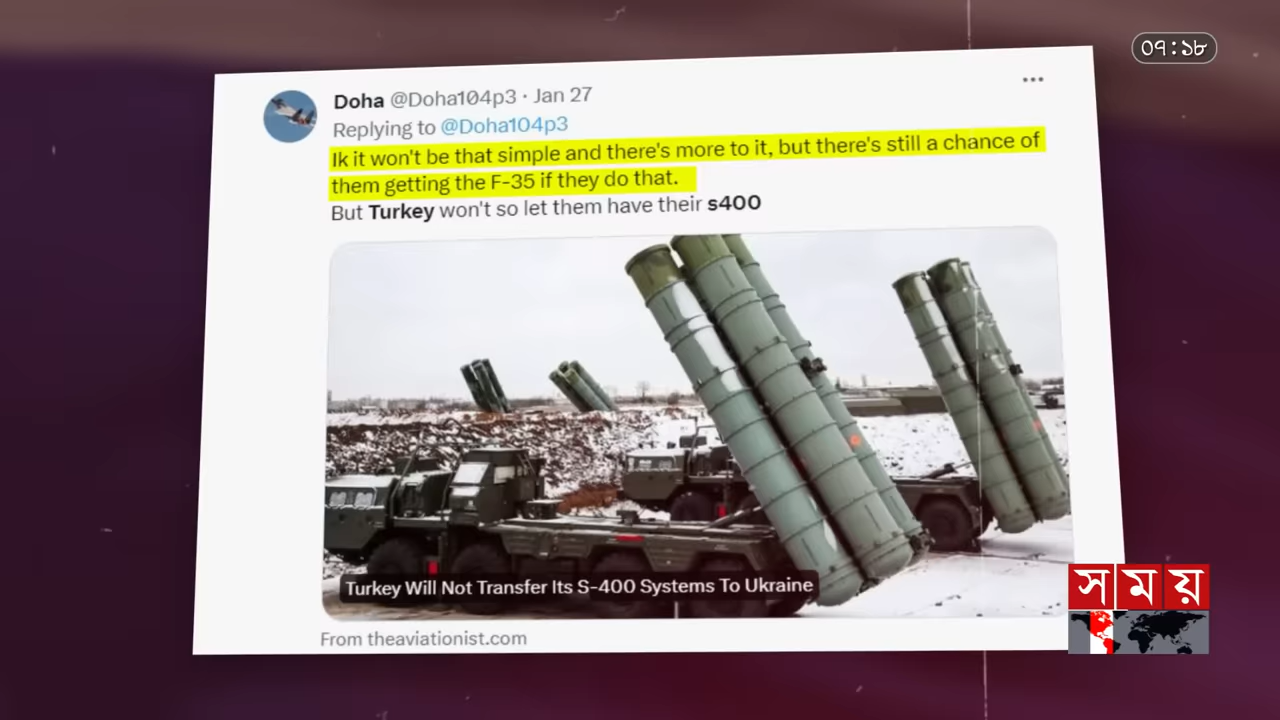 ০৭:১৮
Doha @Doha104p3 · Jan 27
Replying to @Doha104p3
Ik it won't be that simple and there's more to it, but there's still a chance of
them getting the F-35 if they do that.
But Turkey won't so let them have their s400
Turkey Will Not Transfer Its S-400 Systems To Ukraine
From theaviationist.com
সময়